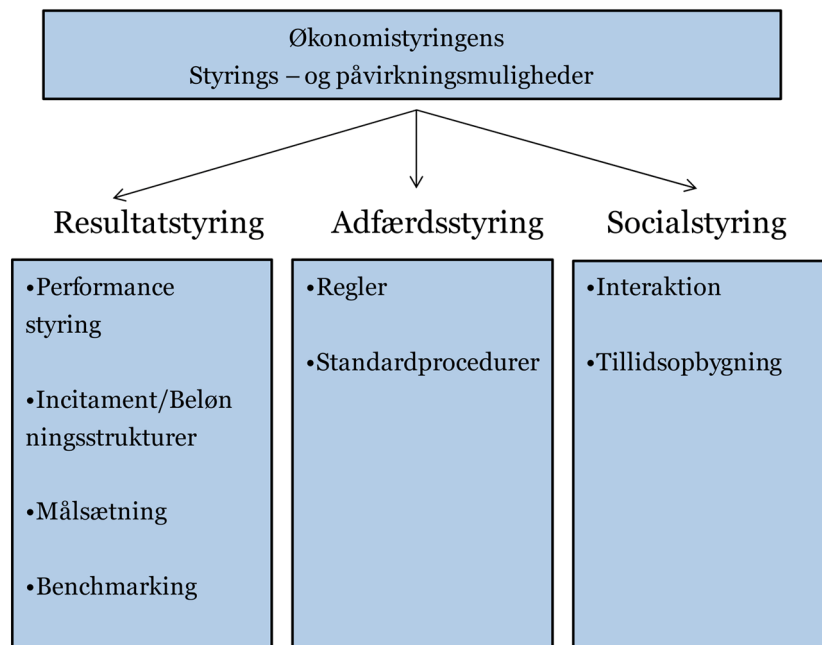 Økonomistyringens
Styrings – og påvirkningsmuligheder
Resultatstyring
•Performance
styring
•Incitament/Beløn
ningsstrukturer
•Målsætning
•Benchmarking
Adfærdsstyring
•Regler
•Standardprocedurer
Socialstyring
•Interaktion
•Tillidsopbygning